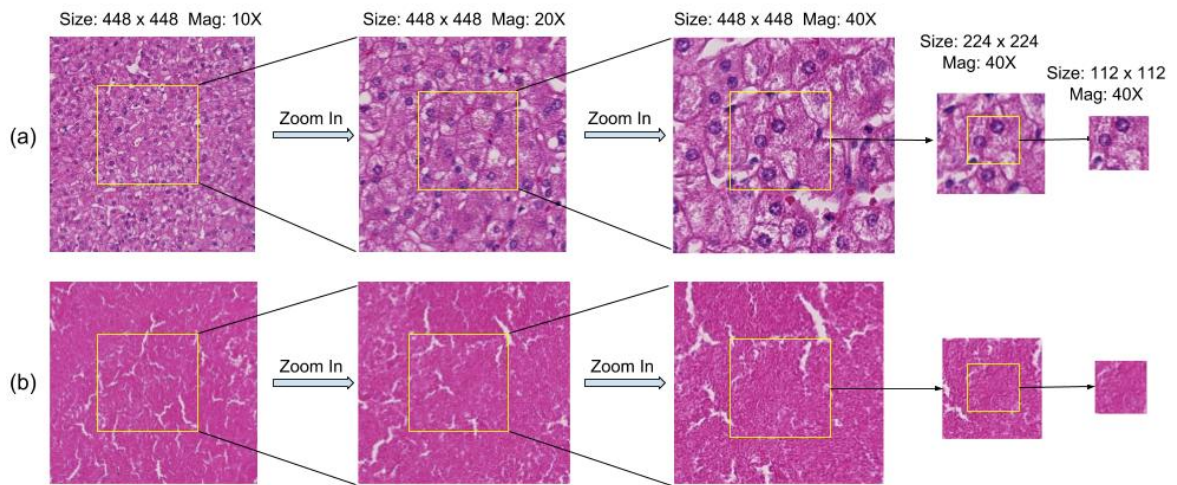 Size: 448 x 448 Mag: 10X
Size: 448 x 448 Mag: 20X
Size: 448 x 448 Mag: 40X
Size: 224 x 224
Mag: 40X
Size: 112 x 112
Mag: 40X
(a)
Zoom In
Zoom In
(b)
Zoom In
Zoom In